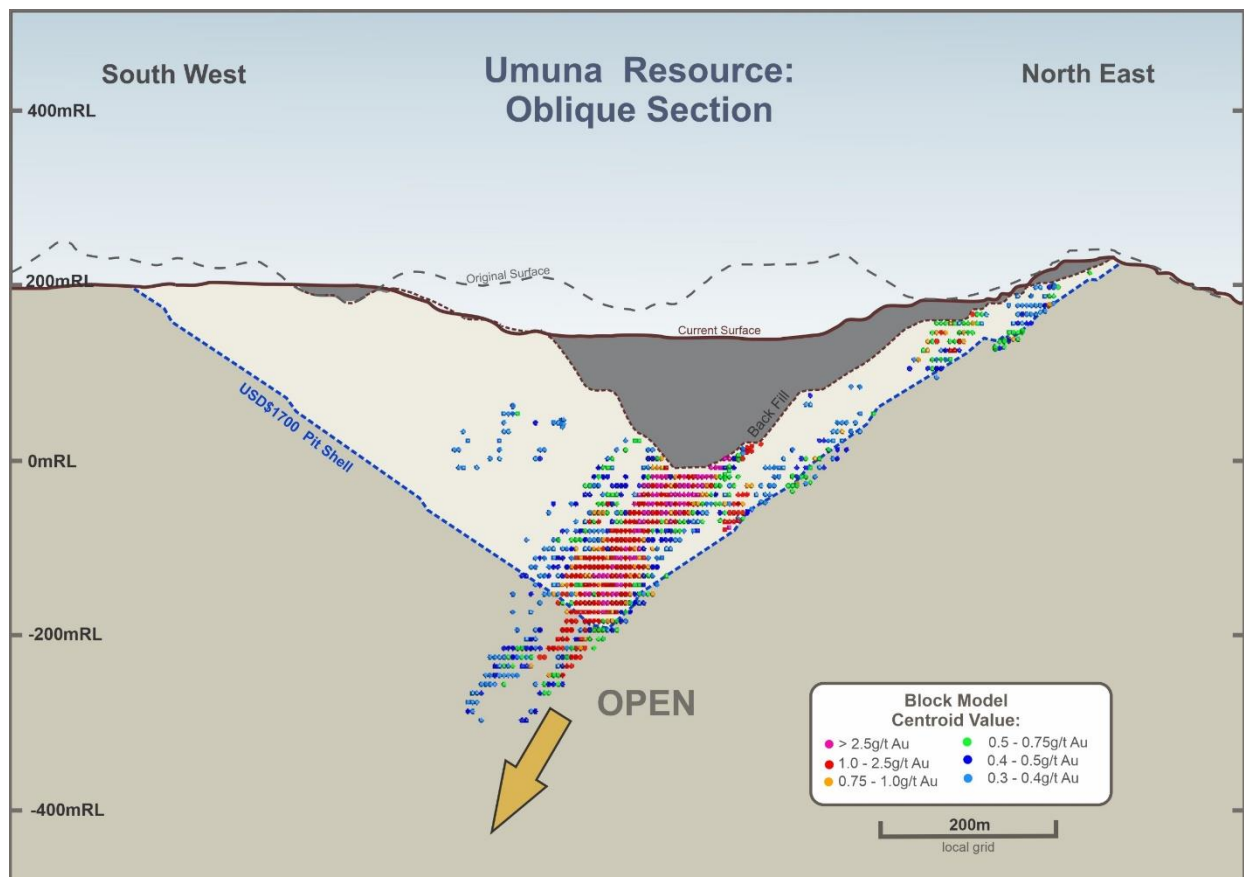 Umuna Resource:
Oblique Section
South West
North East
400mRL
Original Surface
200mRL
Current Surface
USD$1700 Pit Shell
Back Fill
0mRL
-200mRL
OPEN
Block Model
Centroid Value:
> 2.5g/t Au
1.0 - 2.5g/t Au
0.75 - 1.0g/t Au
0.5 - 0.75g/t Au
0.4 - 0.5g/t Au
0.3 - 0.4g/t Au
-400mRL
200m
local grid